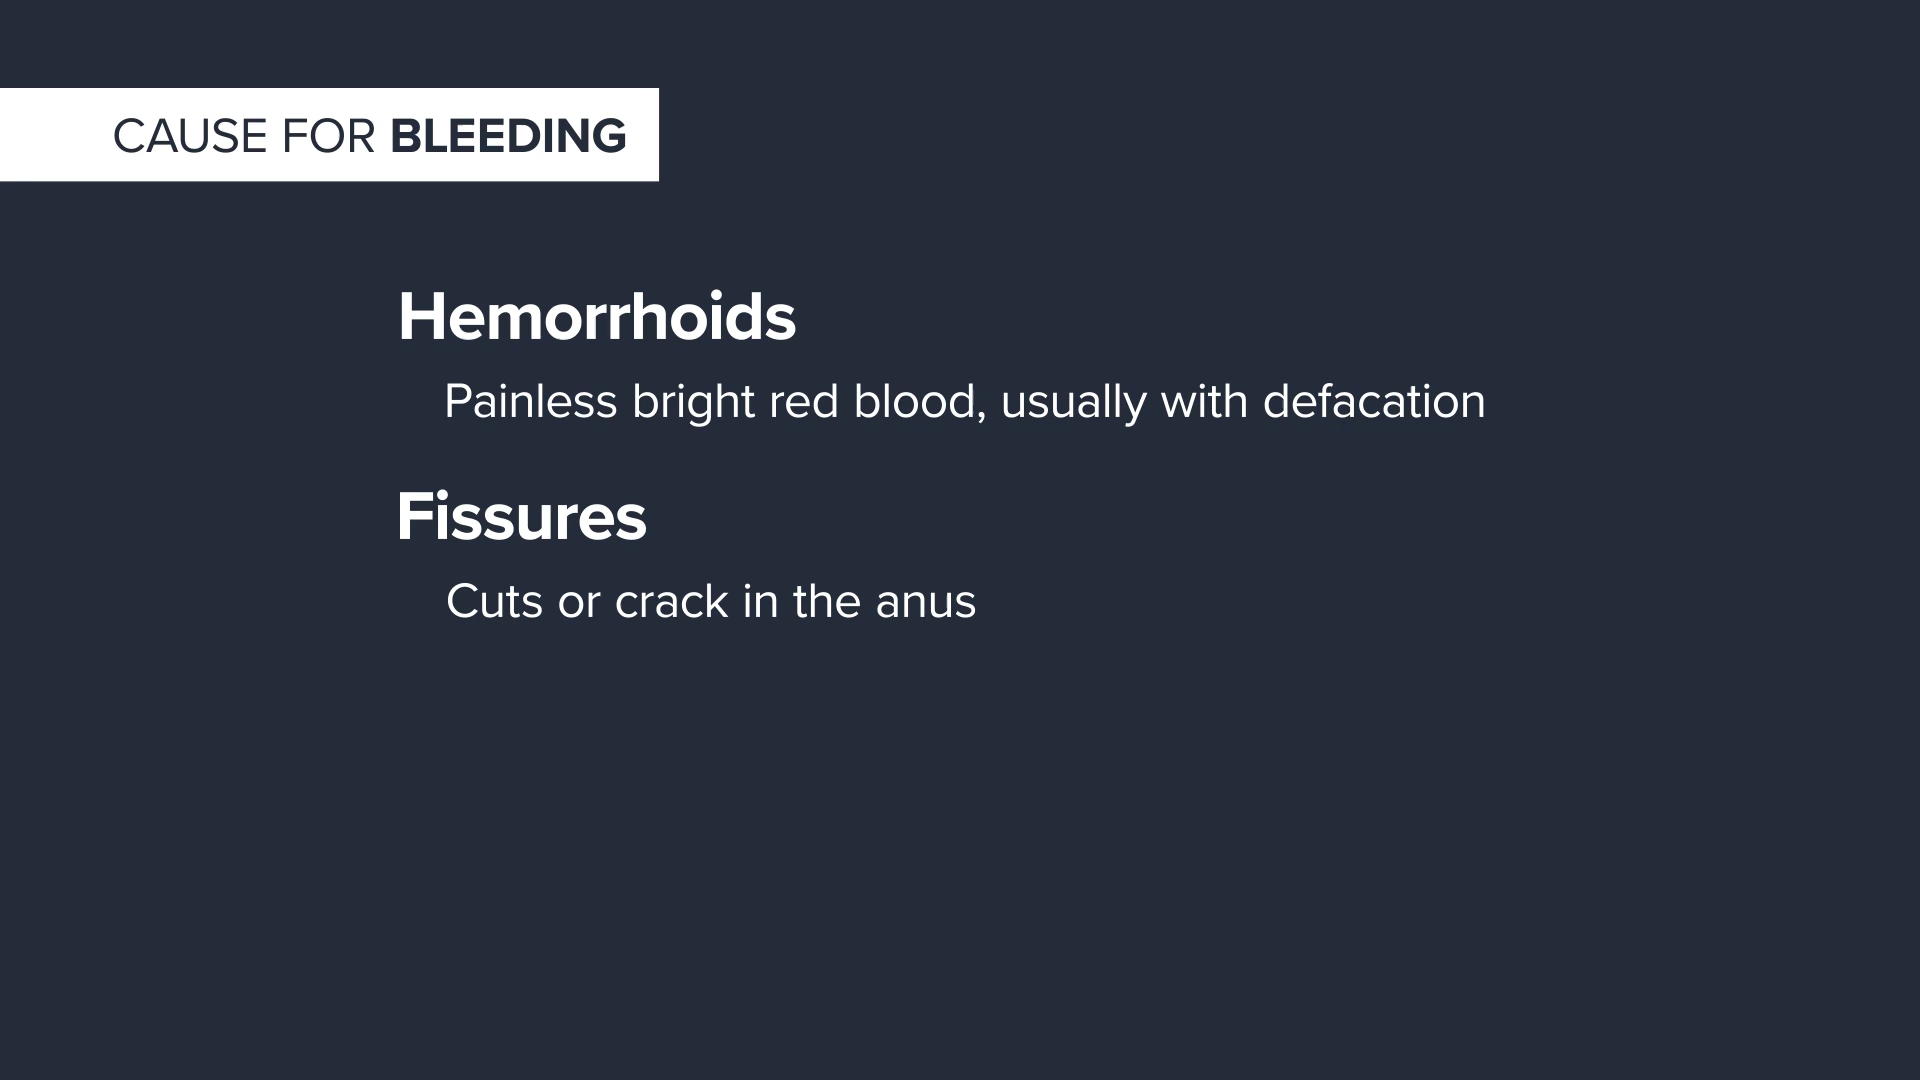 CAUSE FOR BLEEDING
Hemorrhoids
Painless bright red blood, usually with defacation
Fissures
Cuts or crack in the anus